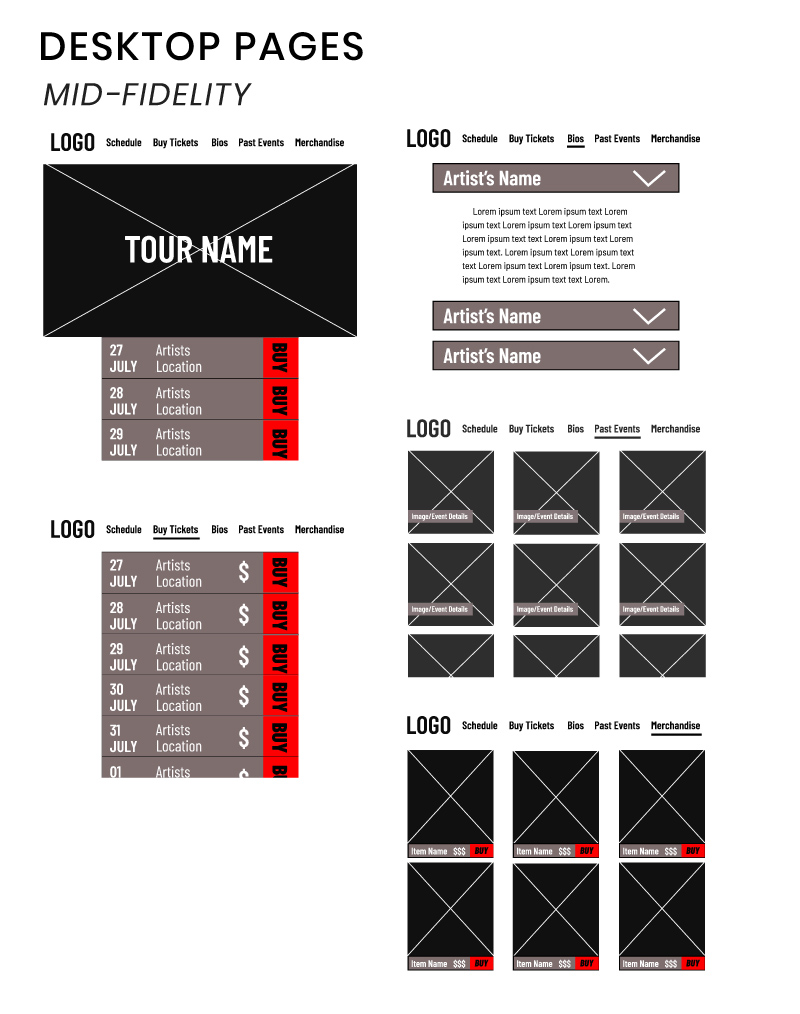 DESKTOP PAGES
MID-FIDELITY
LOGO Schedule Buy Tickets Bios Past Events Merchandise
TOUR NAME
27 JULY Artists Location BUY
28 JULY Artists Location BUY
29 JULY Artists Location BUY
LOGO Schedule Buy Tickets Bios Past Events Merchandise
27 JULY Artists Location $ BUY
28 JULY Artists Location $ BUY
29 JULY Artists Location $ BUY
30 JULY Artists Location $ BUY
31 JULY Artists Location $ BUY
01 Artists
LOGO Schedule Buy Tickets Bios Past Events Merchandise
Artist's Name
Lorem ipsum text Lorem ipsum text Lorem
ipsum text Lorem ipsum text Lorem ipsum text
Lorem ipsum text text Lorem ipsum text Lorem
ipsum text. Lorem ipsum text Lorem ipsum text
text Lorem ipsum text Lorem ipsum text. Lorem
ipsum text Lorem ipsum text text Lorem.
Artist's Name
Artist's Name
LOGO Schedule Buy Tickets Bios Past Events Merchandise
Image/Event Details Image/Event Details Image/Event Details
Image/Event Details Image/Event Details Image/Event Details
LOGO Schedule Buy Tickets Bios Past Events Merchandise
Item Name $$$ BUY Item Name $$$ BUY Item Name $$$ BUY
Item Name $$$ BUY Item Name $$$ BUY Item Name $$$ BUY